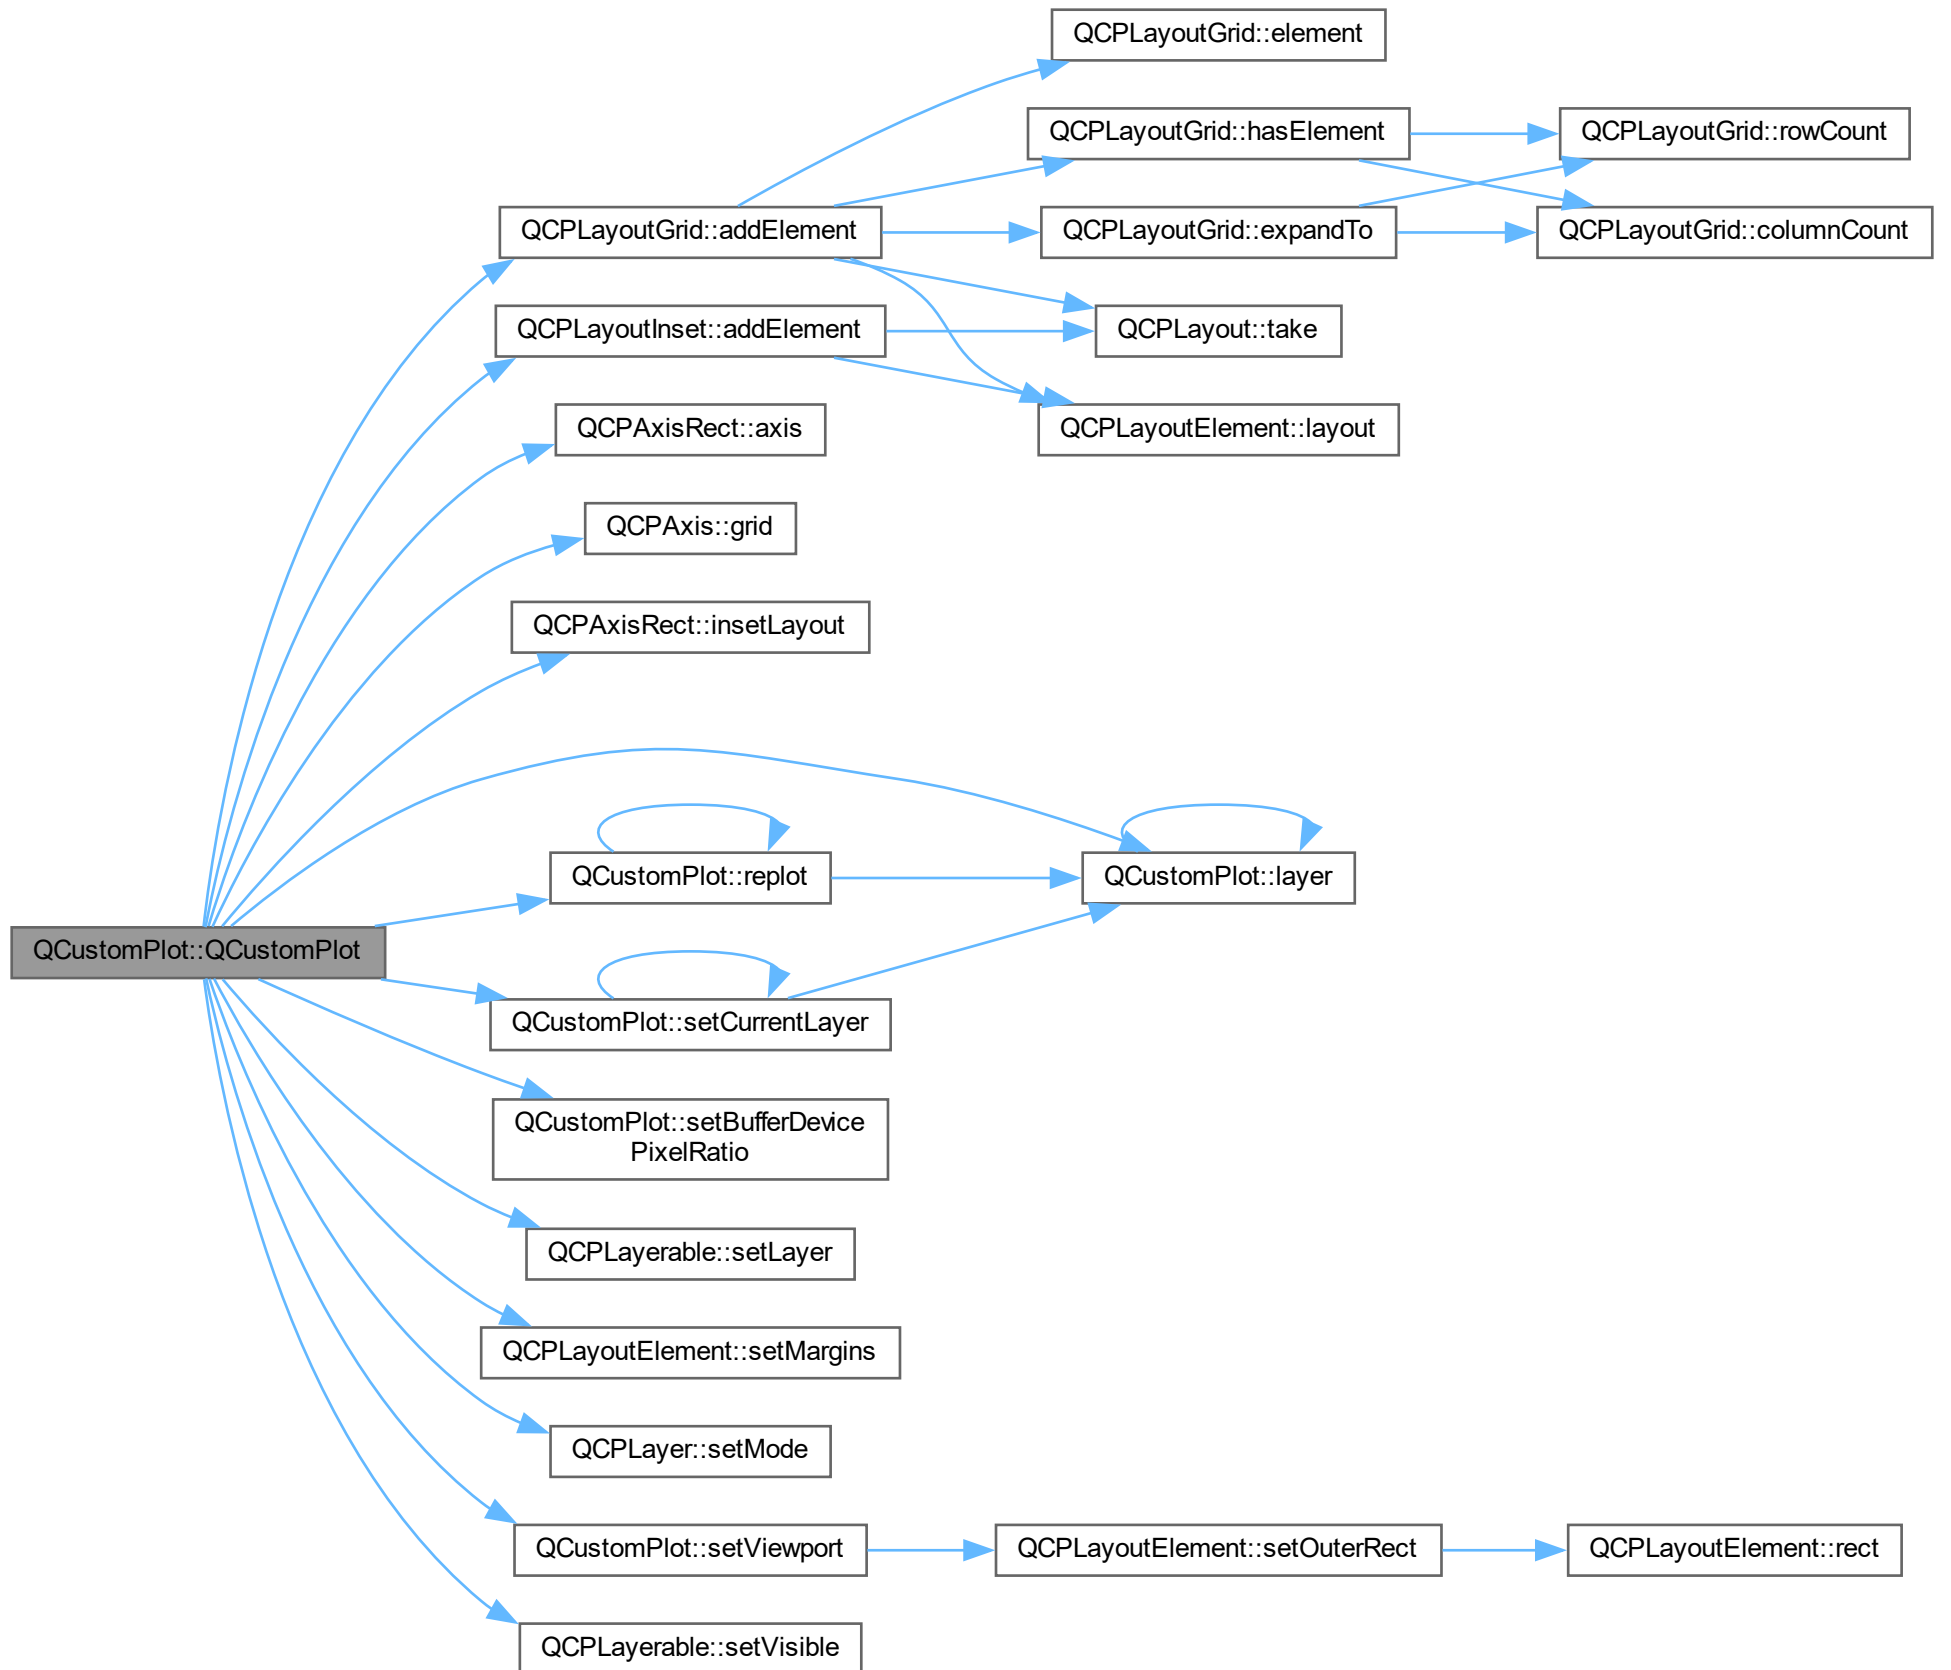 QCPLayoutGrid::element
QCPLayoutGrid::hasElement
QCPLayoutGrid::rowCount
QCPLayoutGrid::addElement
QCPLayoutGrid::expandTo
QCPLayoutGrid::columnCount
QCPLayoutInset::addElement
QCPLayout::take
QCPAxisRect::axis
QCPLayoutElement::layout
QCPAxis::grid
QCPAxisRect::insetLayout
QCustomPlot::replot
QCustomPlot::layer
QCustomPlot::QCustomPlot
QCustomPlot::setCurrentLayer
QCustomPlot::setBufferDevice
PixelRatio
QCPLayerable::setLayer
QCPLayoutElement::setMargins
QCPLayer::setMode
QCustomPlot::setViewport
QCPLayoutElement::setOuterRect
QCPLayoutElement::rect
QCPLayerable::setVisible